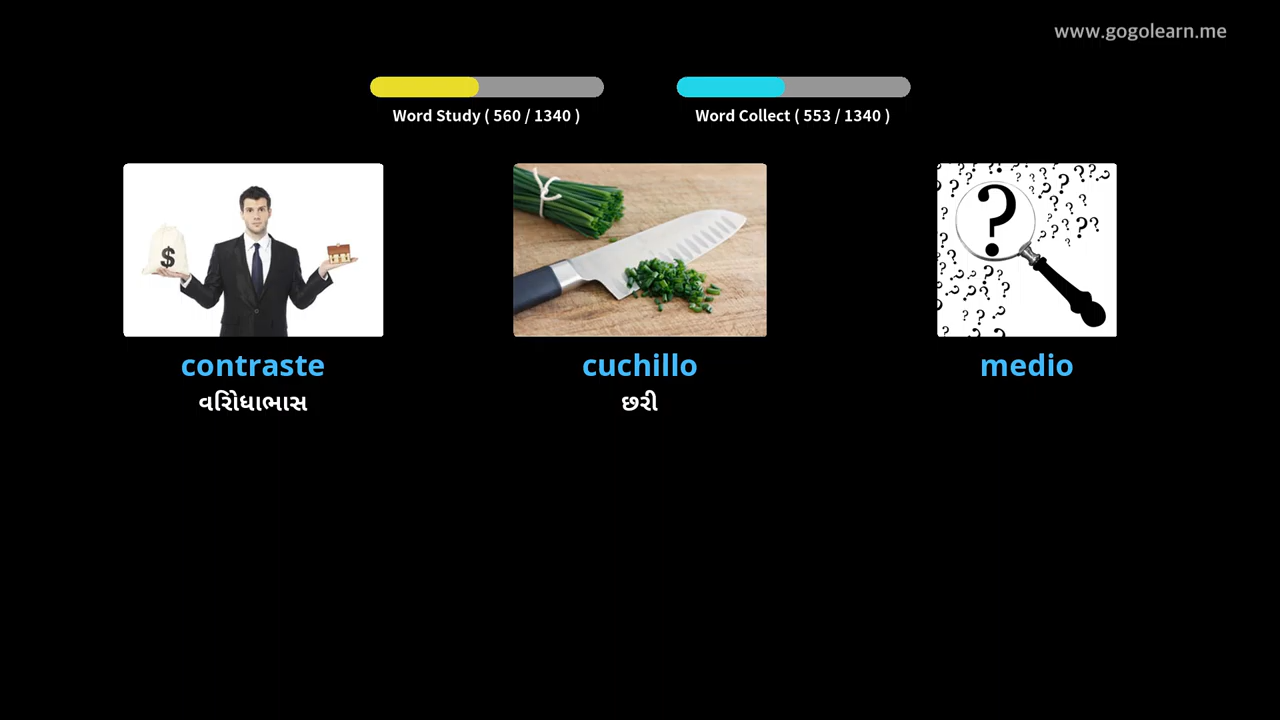 www.gogolearn.me
Word Study ( 560 / 1340 )
Word Collect ( 553 / 1340 )
$
?
contraste
cuchillo
medio
વિરોધાભાસ
છરી